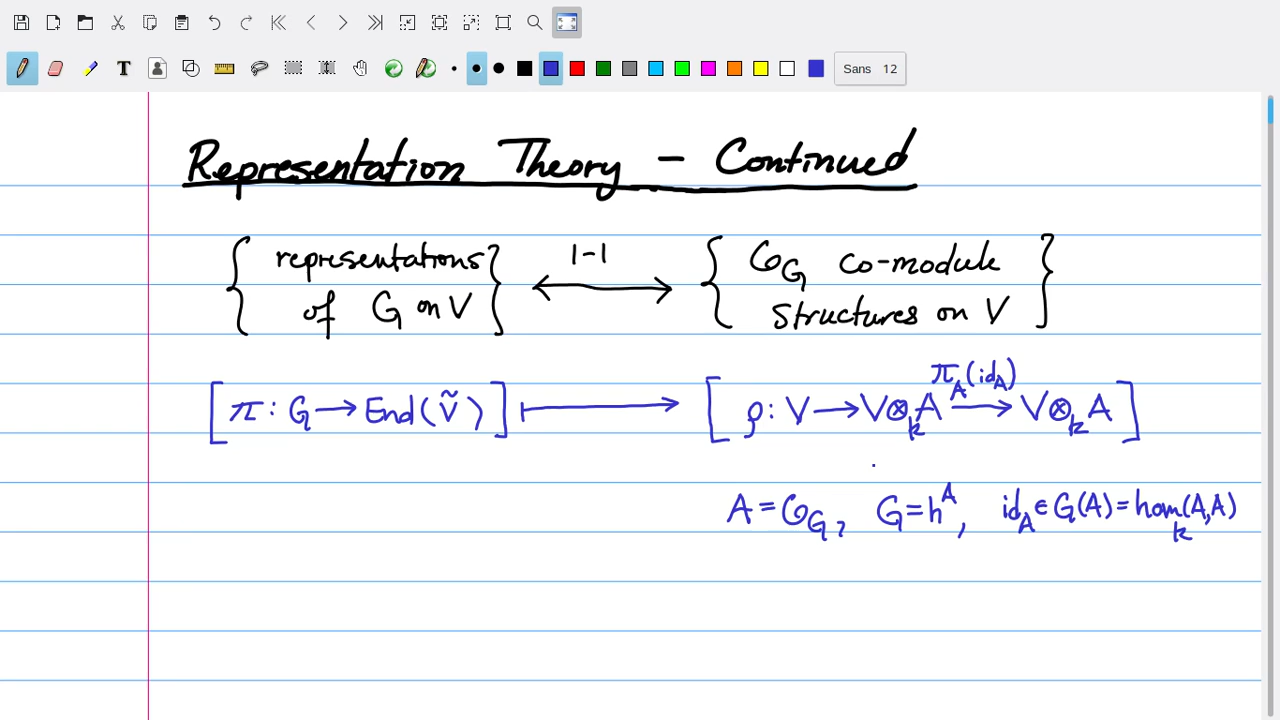 Sans 12
Representation Theory - Continued
{ representations of G on V } 1-1 ⟷ { 𝒪_G co-module structures on V }
[ π : G → End(Ṽ) ] ⟼ [ ρ : V → V⊗_k A →^{π_A(id_A)} V⊗_k A ]
A = 𝒪_G, G = h^A, id_A ∈ G(A) = hom_k(A,A)